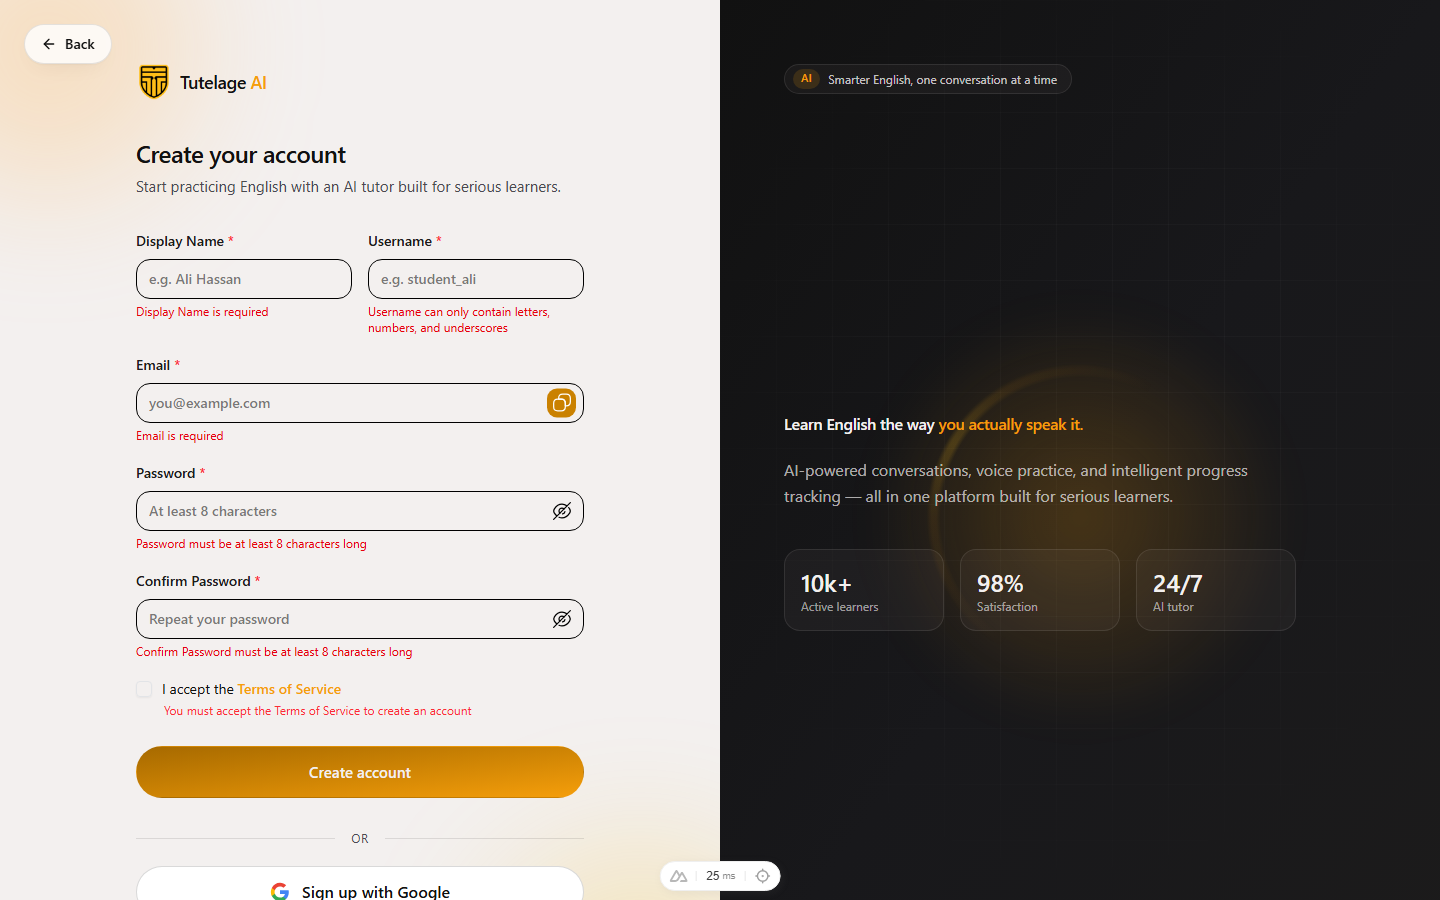 Back
Tutelage AI
Create your account
Start practicing English with an AI tutor built for serious learners.
Display Name *
Username *
e.g. Ali Hassan
e.g. student_ali
Display Name is required
Username can only contain letters,
numbers, and underscores
Email *
you@example.com
Email is required
Password *
At least 8 characters
Password must be at least 8 characters long
Confirm Password *
Repeat your password
Confirm Password must be at least 8 characters long
I accept the Terms of Service
You must accept the Terms of Service to create an account
Create account
OR
Sign up with Google
AI Smarter English, one conversation at a time
Learn English the way you actually speak it.
AI-powered conversations, voice practice, and intelligent progress
tracking — all in one platform built for serious learners.
10k+
Active learners
98%
Satisfaction
24/7
AI tutor
25 ms